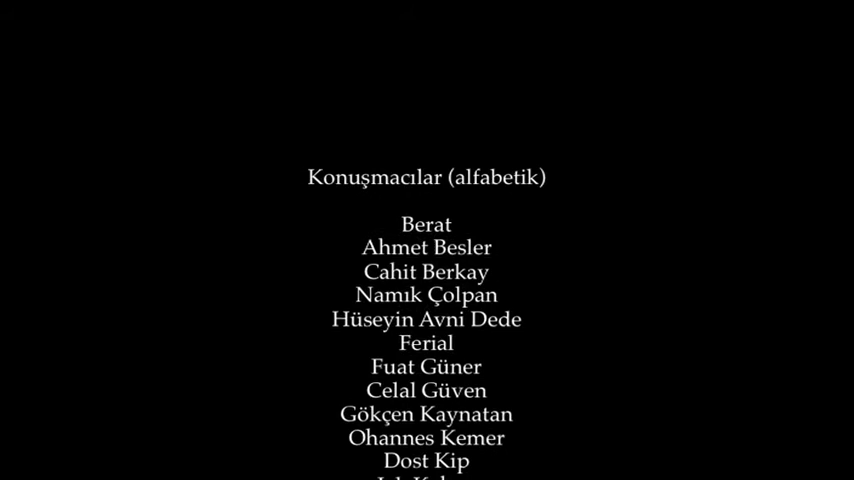 Konuşmacılar (alfabetik)
Berat
Ahmet Besler
Cahit Berkay
Namık Çolpan
Hüseyin Avni Dede
Ferial
Fuat Güner
Celal Güven
Gökçen Kaynatan
Ohannes Kemer
Dost Kip